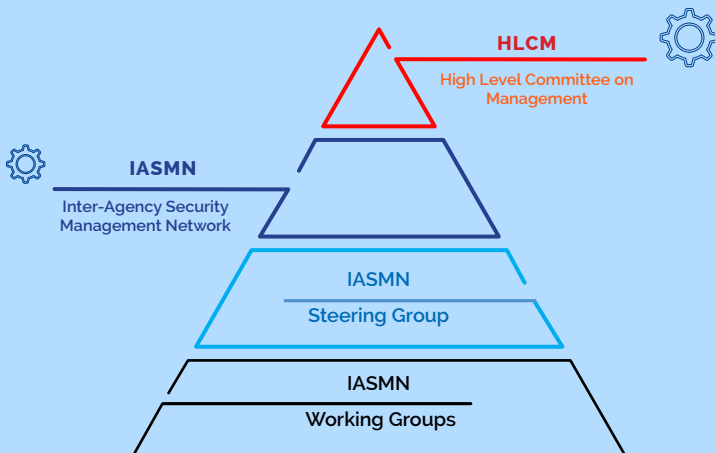 HLCM
High Level Committee on
Management
IASMN
Inter-Agency Security
Management Network
IASMN
Steering Group
IASMN
Working Groups